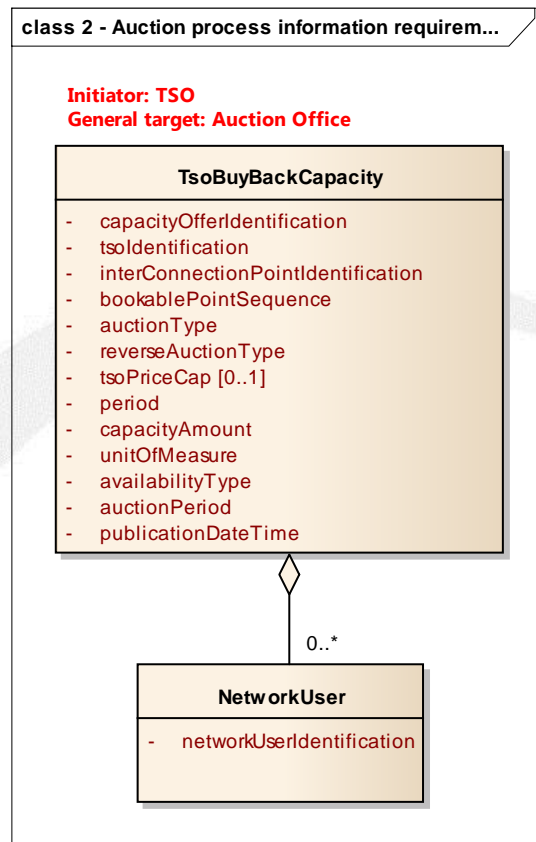 class 2 - Auction process information requirem...
Initiator: TSO
General target: Auction Office
TsoBuyBackCapacity
- capacityOfferIdentification
- tsoIdentification
- interConnectionPointIdentification
- bookablePointSequence
- auctionType
- reverseAuctionType
- tsoPriceCap [0..1]
- period
- capacityAmount
- unitOfMeasure
- availabilityType
- auctionPeriod
- publicationDateTime
0..*
NetworkUser
- networkUserIdentification